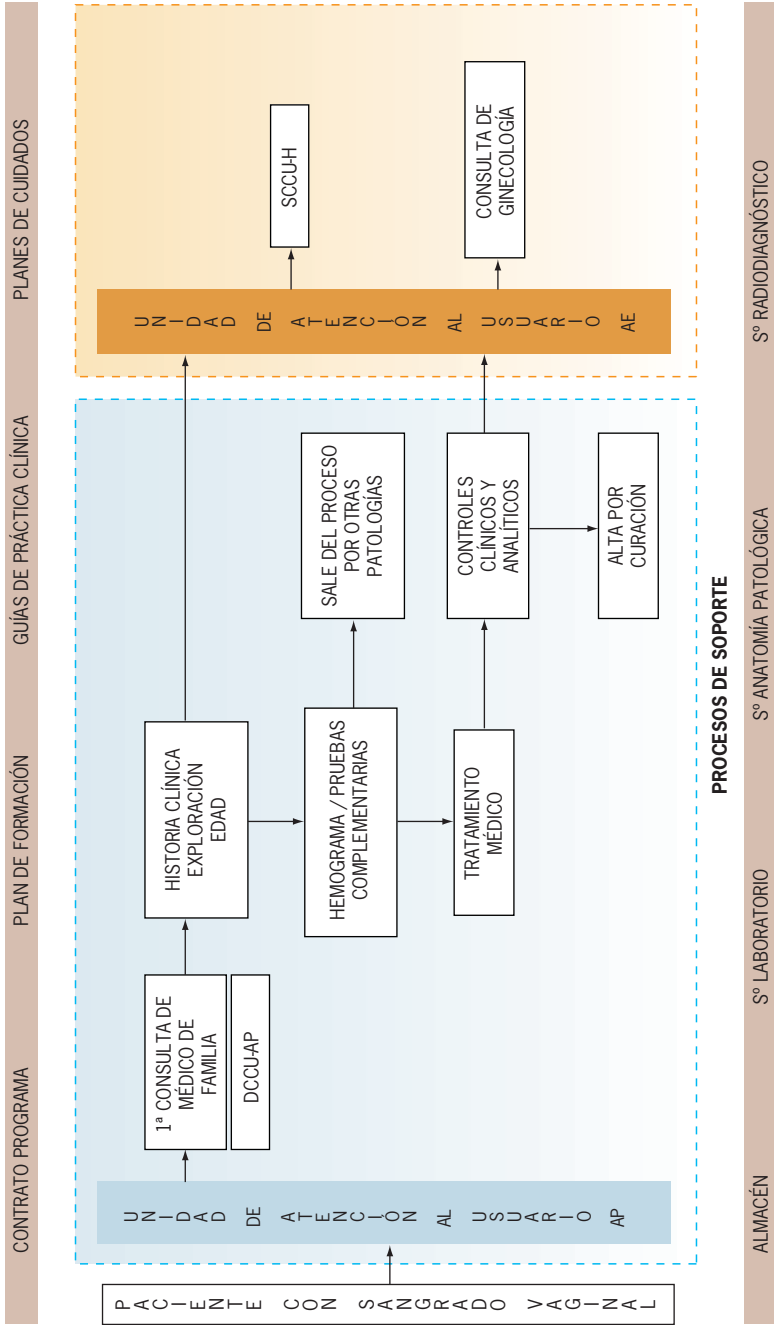 CONTRATO PROGRAMA
PLAN DE FORMACIÓN
GUÍAS DE PRÁCTICA CLÍNICA
PLANES DE CUIDADOS
PACIENTE CON SANGRADO VAGINAL
UNIDAD DE ATENCIÓN AL USUARIO AP
1ª CONSULTA DE
MÉDICO DE
FAMILIA
DCCU-AP
HISTORIA CLÍNICA
EXPLORACIÓN
EDAD
HEMOGRAMA / PRUEBAS
COMPLEMENTARIAS
SALE DEL PROCESO
POR OTRAS
PATOLOGÍAS
TRATAMIENTO
MÉDICO
CONTROLES
CLÍNICOS Y
ANALÍTICOS
ALTA POR
CURACIÓN
UNIDAD DE ATENCIÓN AL USUARIO AE
SCCU-H
CONSULTA DE
GINECOLOGÍA
PROCESOS DE SOPORTE
ALMACÉN
Sº LABORATORIO
Sº ANATOMÍA PATOLÓGICA
Sº RADIODIAGNÓSTICO